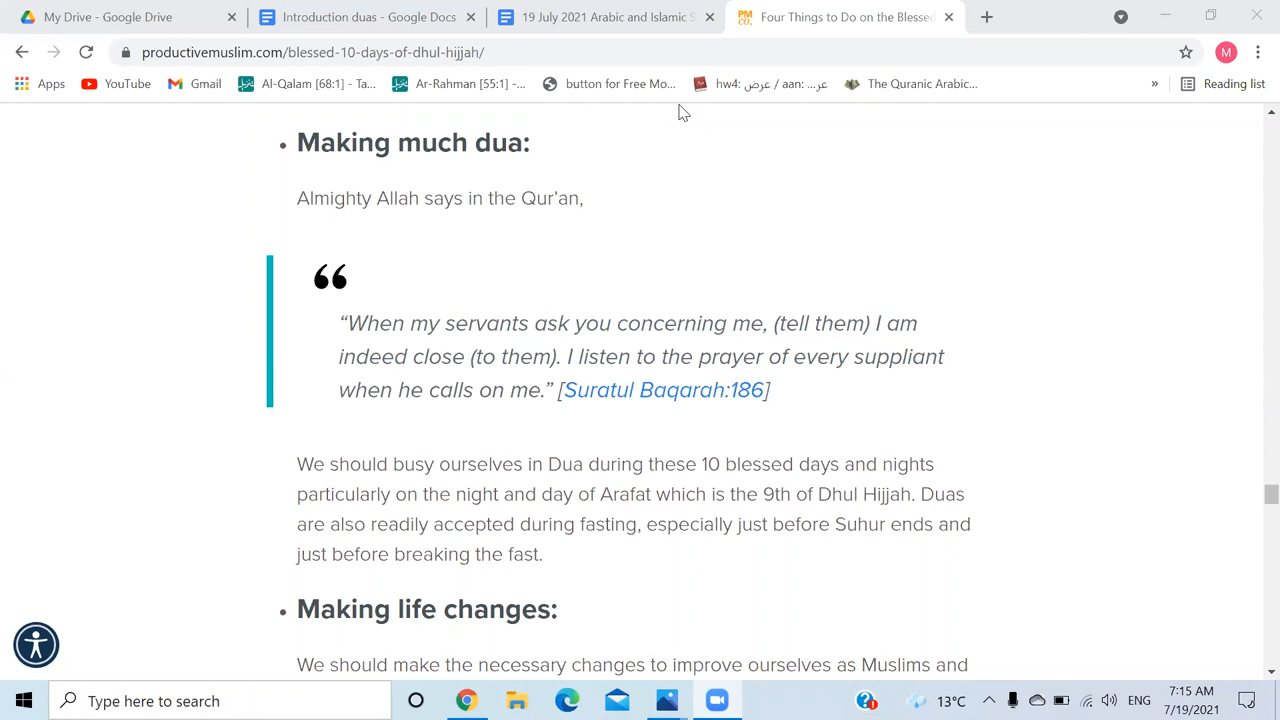 My Drive - Google Drive
Introduction duas - Google Docs
19 July 2021 Arabic and Islamic S
PM
CO.
Four Things to Do on the Blessed
productivemuslim.com/blessed-10-days-of-dhul-hijjah/
M
Apps
YouTube
Gmail
Al-Qalam [68:1] - Ta...
Ar-Rahman [55:1] -...
button for Free Mo...
hw4: عر...aan: / عرض
The Quranic Arabic...
»
Reading list
• Making much dua:
Almighty Allah says in the Qur’an,
“
“When my servants ask you concerning me, (tell them) I am
indeed close (to them). I listen to the prayer of every suppliant
when he calls on me.” [Suratul Baqarah:186]
We should busy ourselves in Dua during these 10 blessed days and nights
particularly on the night and day of Arafat which is the 9th of Dhul Hijjah. Duas
are also readily accepted during fasting, especially just before Suhur ends and
just before breaking the fast.
• Making life changes:
We should make the necessary changes to improve ourselves as Muslims and
Type here to search
13°C
ENG
7:15 AM
7/19/2021